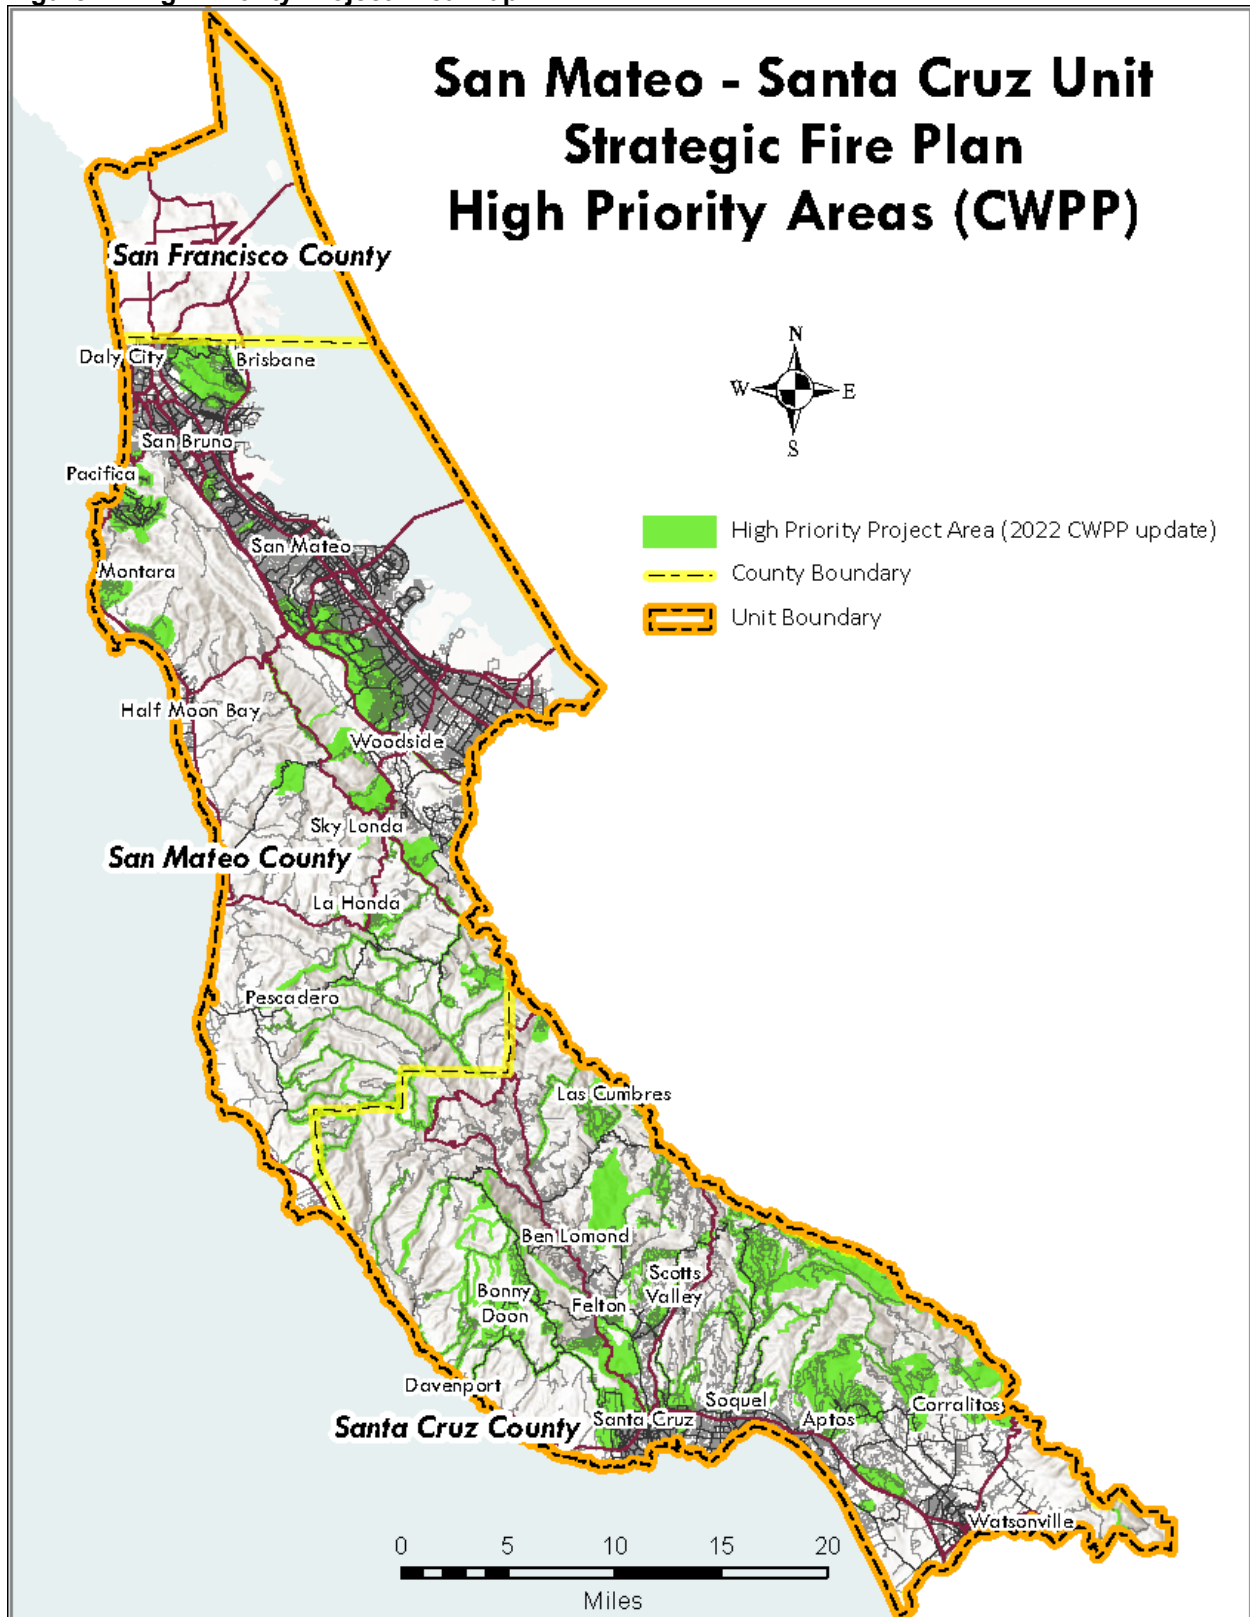 San Mateo - Santa Cruz Unit
Strategic Fire Plan
High Priority Areas (CWPP)
San Francisco County
Daly City
Brisbane
N
W
E
S
San Bruno
Pacifica
High Priority Project Area (2022 CWPP update)
San Mateo
Montara
County Boundary
Unit Boundary
Half Moon Bay
Woodside
Sky Londa
San Mateo County
La Honda
Pescadero
Las Cumbres
Ben Lomond
Scotts
Valley
Bonny
Doon
Felton
Davenport
Soquel
Corralitos
Santa Cruz County
Santa Cruz
Aptos
Watsonville
0 5 10 15 20
Miles